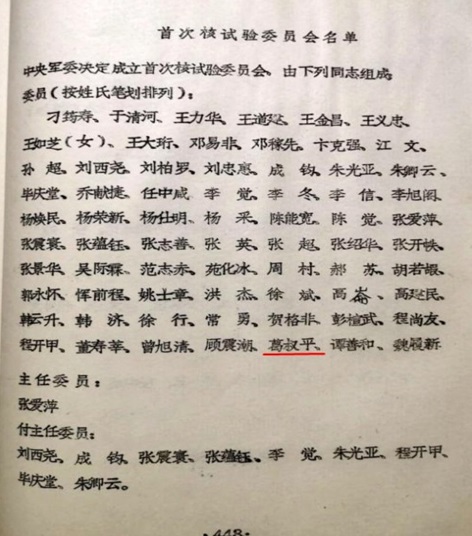 首次核试验委员会名单
中央军委决定成立首次核试验委员会、由下列同志组成,
委员(按姓氏笔划排列):
刁筠寿、于清河、王力华、王道廷、王金昌、王义忠、
王如芝(女)、王大珩、邓易非、邓稼先、卞克强、江文、
孙超、刘西尧、刘柏罗、刘忠惠、成钧、朱光亚、朱卿云、
毕庆堂、乔献捷、任中咸、李觉、李冬、李信、李旭阁、
杨焕民、杨荣新、杨仕明、杨采、陈能宽、陈觉、张爱萍、
张震寰、张蕴钰、张志善、张英、张超、张绍华、张开帙、
张景华、吴际霖、范志赤、苑化冰、周村、郝苏、胡若嘏、
郭永怀、恽前程、姚士章、洪杰、徐斌、高崙、高廷民、
韩云升、韩济、徐行、常勇、贺格非、彭愷武、程尚友、
程开甲、董寿莘、曾旭清、顾震潮、葛叔平、谭善和、魏履新
主任委员:
张爱萍
付主任委员:
刘西尧、成钧、张震寰、张蕴钰、李觉、朱光亚、程开甲、
毕庆堂、朱卿云。
·448·